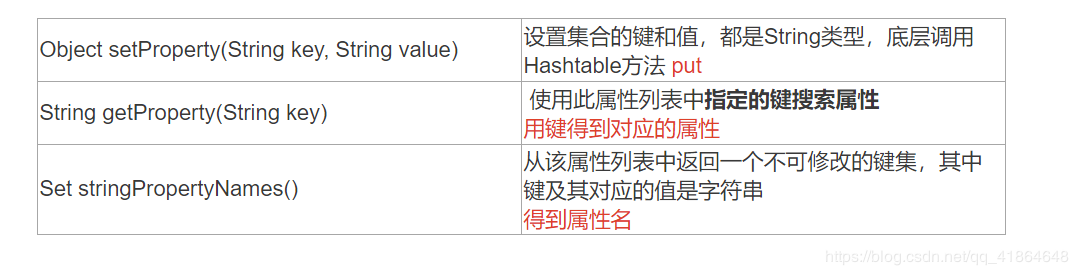 Object setProperty(String key, String value)
设置集合的键和值，都是String类型，底层调用
Hashtable方法 put
String getProperty(String key)
使用此属性列表中指定的键搜索属性
用键得到对应的属性
Set stringPropertyNames()
从该属性列表中返回一个不可修改的键集，其中
键及其对应的值是字符串
得到属性名
https://blog.csdn.net/qq_41864648